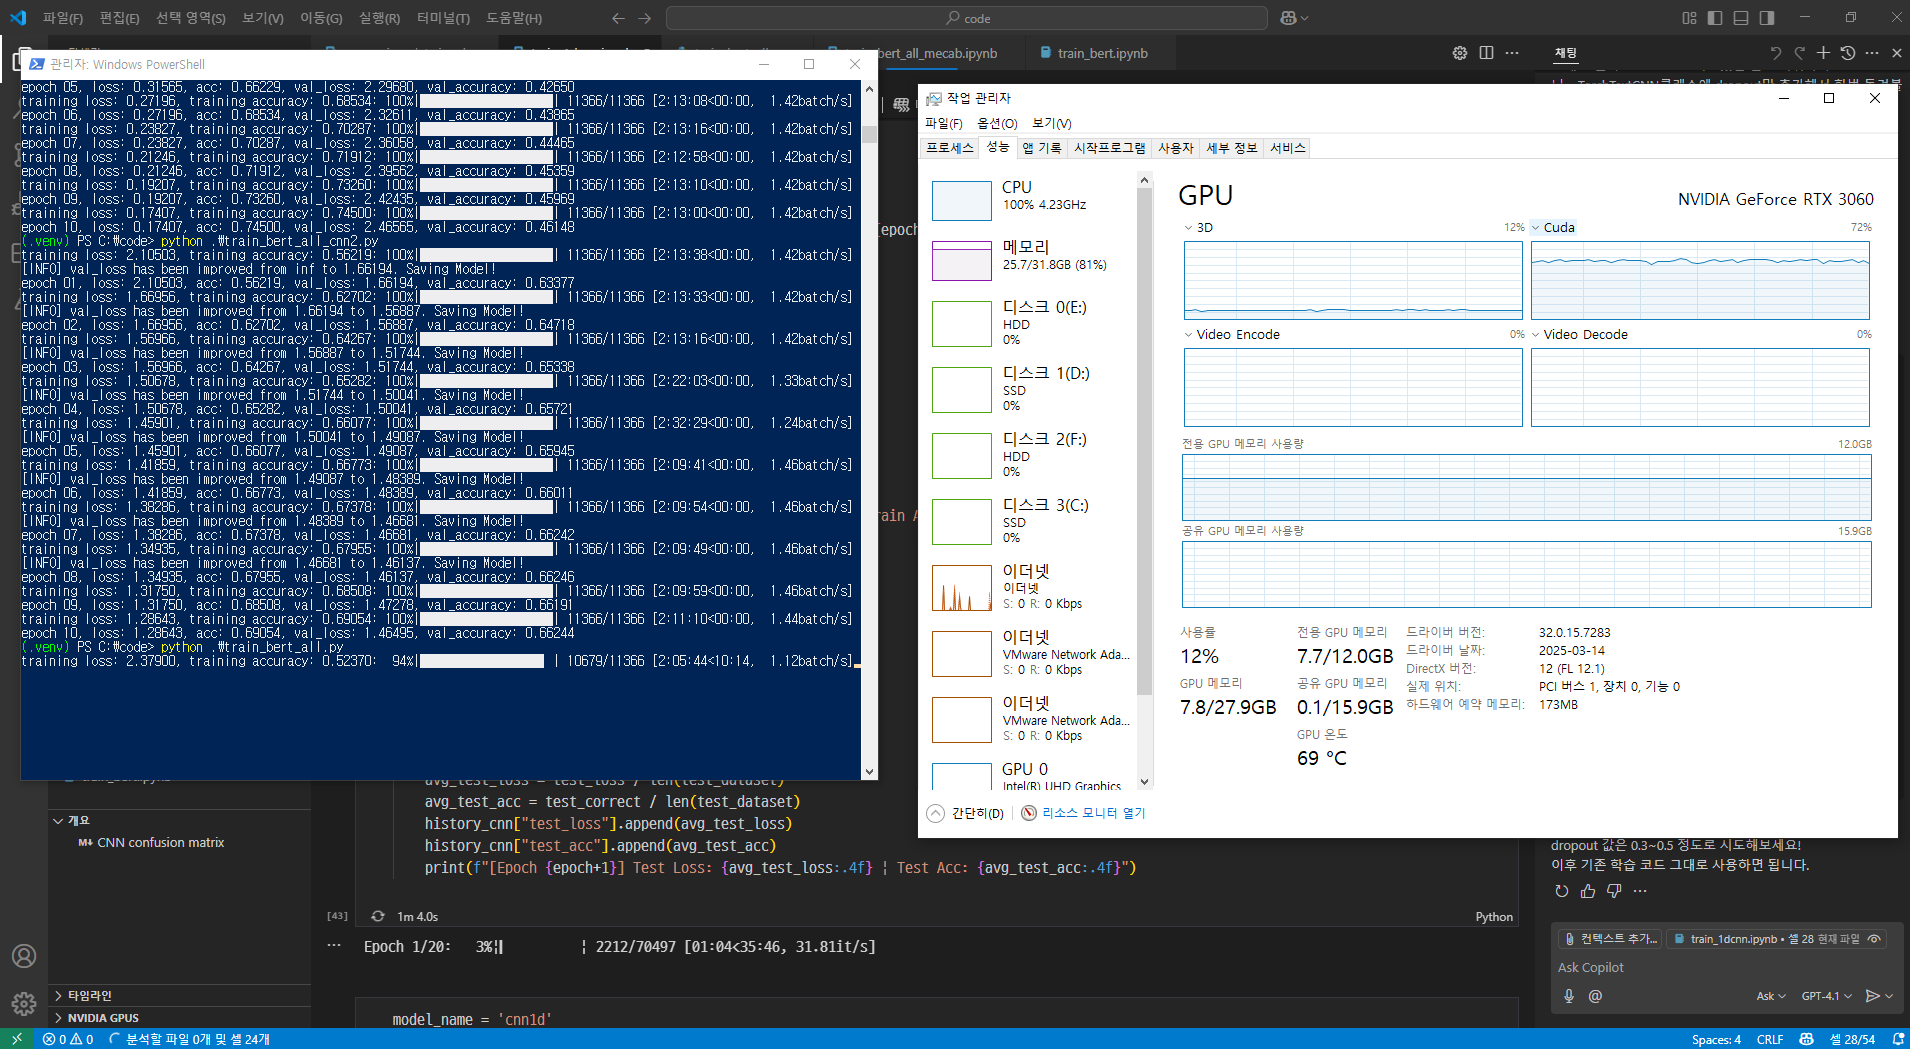 파일(F) 편집(E) 선택 영역(S) 보기(V) 이동(G) 실행(R) 터미널(T) 도움말(H)
code
bert_all_mecab.ipynb
train_bert.ipynb
채팅
관리자: Windows PowerShell
epoch 05, loss: 0.31565, acc: 0.66229, val_loss: 2.29680, val_accuracy: 0.42650
training loss: 0.27196, training accuracy: 0.68534: 100%| | 11366/11366 [2:13:08<00:00, 1.42batch/s]
epoch 06, loss: 0.27196, acc: 0.68534, val_loss: 2.32611, val_accuracy: 0.43865
training loss: 0.23827, training accuracy: 0.70287: 100%| | 11366/11366 [2:13:16<00:00, 1.42batch/s]
epoch 07, loss: 0.23827, acc: 0.70287, val_loss: 2.36058, val_accuracy: 0.44465
training loss: 0.21246, training accuracy: 0.71912: 100%| | 11366/11366 [2:12:58<00:00, 1.42batch/s]
epoch 08, loss: 0.21246, acc: 0.71912, val_loss: 2.39562, val_accuracy: 0.45359
training loss: 0.19207, training accuracy: 0.73260: 100%| | 11366/11366 [2:13:10<00:00, 1.42batch/s]
epoch 09, loss: 0.19207, acc: 0.73260, val_loss: 2.42435, val_accuracy: 0.45969
training loss: 0.17407, training accuracy: 0.74500: 100%| | 11366/11366 [2:13:00<00:00, 1.42batch/s]
epoch 10, loss: 0.17407, acc: 0.74500, val_loss: 2.46565, val_accuracy: 0.46148
(.venv) PS C:\code> python .\train_bert_all_cnn2.py
training loss: 2.10503, training accuracy: 0.56219: 100%| | 11366/11366 [2:13:38<00:00, 1.42batch/s]
[INFO] val_loss has been improved from inf to 1.66194. Saving Model!
epoch 01, loss: 2.10503, acc: 0.56219, val_loss: 1.66194, val_accuracy: 0.63377
training loss: 1.66956, training accuracy: 0.62702: 100%| | 11366/11366 [2:13:33<00:00, 1.42batch/s]
[INFO] val_loss has been improved from 1.66194 to 1.56887. Saving Model!
epoch 02, loss: 1.66956, acc: 0.62702, val_loss: 1.56887, val_accuracy: 0.64718
training loss: 1.56966, training accuracy: 0.64267: 100%| | 11366/11366 [2:13:16<00:00, 1.42batch/s]
[INFO] val_loss has been improved from 1.56887 to 1.51744. Saving Model!
epoch 03, loss: 1.56966, acc: 0.64267, val_loss: 1.51744, val_accuracy: 0.65338
training loss: 1.50678, training accuracy: 0.65282: 100%| | 11366/11366 [2:22:03<00:00, 1.33batch/s]
[INFO] val_loss has been improved from 1.51744 to 1.50041. Saving Model!
epoch 04, loss: 1.50678, acc: 0.65282, val_loss: 1.50041, val_accuracy: 0.65721
training loss: 1.45901, training accuracy: 0.66077: 100%| | 11366/11366 [2:32:29<00:00, 1.24batch/s]
[INFO] val_loss has been improved from 1.50041 to 1.49087. Saving Model!
epoch 05, loss: 1.45901, acc: 0.66077, val_loss: 1.49087, val_accuracy: 0.65945
training loss: 1.41859, training accuracy: 0.66773: 100%| | 11366/11366 [2:09:41<00:00, 1.46batch/s]
[INFO] val_loss has been improved from 1.49087 to 1.48389. Saving Model!
epoch 06, loss: 1.41859, acc: 0.66773, val_loss: 1.48389, val_accuracy: 0.66011
training loss: 1.38286, training accuracy: 0.67378: 100%| | 11366/11366 [2:09:54<00:00, 1.46batch/s]
[INFO] val_loss has been improved from 1.48389 to 1.46681. Saving Model!
epoch 07, loss: 1.38286, acc: 0.67378, val_loss: 1.46681, val_accuracy: 0.66242
training loss: 1.34935, training accuracy: 0.67955: 100%| | 11366/11366 [2:09:49<00:00, 1.46batch/s]
[INFO] val_loss has been improved from 1.46681 to 1.46137. Saving Model!
epoch 08, loss: 1.34935, acc: 0.67955, val_loss: 1.46137, val_accuracy: 0.66246
training loss: 1.31750, training accuracy: 0.68508: 100%| | 11366/11366 [2:09:59<00:00, 1.46batch/s]
epoch 09, loss: 1.31750, acc: 0.68508, val_loss: 1.47278, val_accuracy: 0.66191
training loss: 1.28643, training accuracy: 0.69054: 100%| | 11366/11366 [2:11:10<00:00, 1.44batch/s]
epoch 10, loss: 1.28643, acc: 0.69054, val_loss: 1.46495, val_accuracy: 0.66244
(.venv) PS C:\code> python .\train_bert_all.py
training loss: 2.37900, training accuracy: 0.52370: 94%| | 10679/11366 [2:05:44<10:14, 1.12batch/s]
[epoch
rain A
작업 관리자
파일(F) 옵션(O) 보기(V)
프로세스 성능 앱 기록 시작프로그램 사용자 세부 정보 서비스
CPU
100% 4.23GHz
메모리
25.7/31.8GB (81%)
디스크 0(E:)
HDD
0%
디스크 1(D:)
SSD
0%
디스크 2(F:)
HDD
0%
디스크 3(C:)
SSD
0%
이더넷
이더넷
S: 0 R: 0 Kbps
이더넷
VMware Network Ada...
S: 0 R: 0 Kbps
이더넷
VMware Network Ada...
S: 0 R: 0 Kbps
GPU 0
Intel(R) UHD Graphics
GPU
NVIDIA GeForce RTX 3060
3D 12% Cuda 72%
Video Encode 0% Video Decode 0%
전용 GPU 메모리 사용량 12.0GB
공유 GPU 메모리 사용량 15.9GB
사용률
12%
GPU 메모리
7.8/27.9GB
전용 GPU 메모리
7.7/12.0GB
공유 GPU 메모리
0.1/15.9GB
GPU 온도
69 °C
드라이버 버전: 32.0.15.7283
드라이버 날짜: 2025-03-14
DirectX 버전: 12 (FL 12.1)
실제 위치: PCI 버스 1, 장치 0, 기능 0
하드웨어 예약 메모리: 173MB
간단히(D) 리소스 모니터 열기
avg_test_loss = test_loss / len(test_dataset)
avg_test_acc = test_correct / len(test_dataset)
history_cnn["test_loss"].append(avg_test_loss)
history_cnn["test_acc"].append(avg_test_acc)
print(f"[Epoch {epoch+1}] Test Loss: {avg_test_loss:.4f} ¦ Test Acc: {avg_test_acc:.4f}")
[43] 1m 4.0s Python
... Epoch 1/20: 3%¦ ¦ 2212/70497 [01:04<35:46, 31.81it/s]
model_name = 'cnn1d'
개요
M↓ CNN confusion matrix
타임라인
NVIDIA GPUS
dropout 값은 0.3~0.5 정도로 시도해보세요!
이후 기존 학습 코드 그대로 사용하면 됩니다.
컨텍스트 추가... train_1dcnn.ipynb • 셀 28 현재 파일
Ask Copilot
@ Ask GPT-4.1
0 0 분석할 파일 0개 및 셀 24개 Spaces: 4 CRLF 셀 28/54